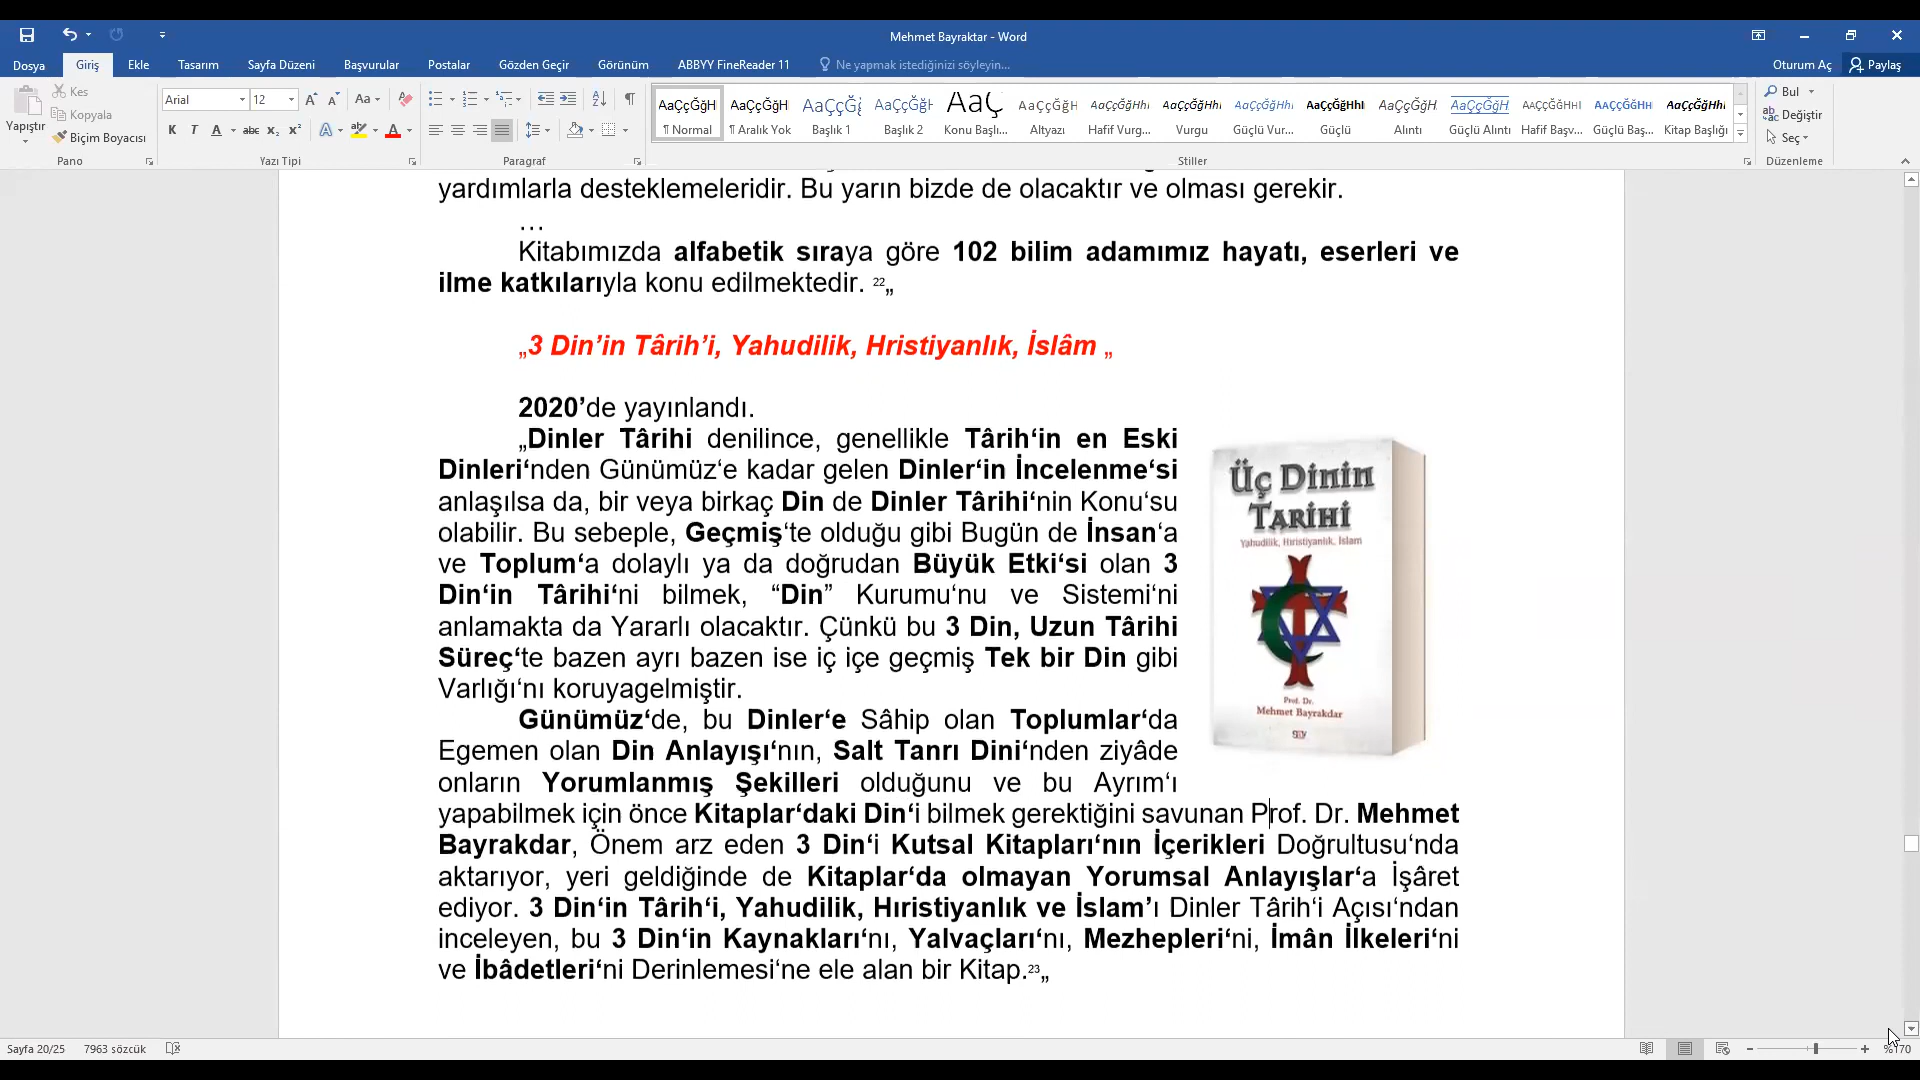 Mehmet Bayraktar - Word
Dosya Giriş Ekle Tasarım Sayfa Düzeni Başvurular Postalar Gözden Geçir Görünüm ABBYY FineReader 11 Ne yapmak istediğinizi söyleyin... Oturum Aç Paylaş
Yapıştır
Kes
Kopyala
Biçim Boyacısı
Pano
Arial 12
Yazı Tipi
Paragraf
¶ Normal ¶ Aralık Yok Başlık 1 Başlık 2 Konu Başlı... Altyazı Hafif Vurg... Vurgu Güçlü Vur... Güçlü Alıntı Güçlü Alıntı Hafif Başv... Güçlü Baş... Kitap Başlığı
Stiller
Bul
Değiştir
Seç
Düzenleme
yardımlarla desteklemeleridir. Bu yarın bizde de olacaktır ve olması gerekir.
…
Kitabımızda alfabetik sıraya göre 102 bilim adamımız hayatı, eserleri ve
ilme katkılarıyla konu edilmektedir. 22„
„3 Din’in Târih’i, Yahudilik, Hristiyanlık, İslâm „
2020’de yayınlandı.
„Dinler Târihi denilince, genellikle Târih‘in en Eski
Dinleri‘nden Günümüz‘e kadar gelen Dinler‘in İncelenme‘si
anlaşılsa da, bir veya birkaç Din de Dinler Târihi‘nin Konu‘su
olabilir. Bu sebeple, Geçmiş‘te olduğu gibi Bugün de İnsan‘a
ve Toplum‘a dolaylı ya da doğrudan Büyük Etki‘si olan 3
Din‘in Târihi‘ni bilmek, “Din” Kurumu‘nu ve Sistemi‘ni
anlamakta da Yararlı olacaktır. Çünkü bu 3 Din, Uzun Târihi
Süreç‘te bazen ayrı bazen ise iç içe geçmiş Tek bir Din gibi
Varlığı‘nı koruyagelmiştir.
Günümüz‘de, bu Dinler‘e Sâhip olan Toplumlar‘da
Egemen olan Din Anlayışı‘nın, Salt Tanrı Dini‘nden ziyâde
onların Yorumlanmış Şekilleri olduğunu ve bu Ayrım‘ı
yapabilmek için önce Kitaplar‘daki Din‘i bilmek gerektiğini savunan Prof. Dr. Mehmet
Bayrakdar, Önem arz eden 3 Din‘i Kutsal Kitapları‘nın İçerikleri Doğrultusu‘nda
aktarıyor, yeri geldiğinde de Kitaplar‘da olmayan Yorumsal Anlayışlar‘a İşâret
ediyor. 3 Din‘in Târih‘i, Yahudilik, Hıristiyanlık ve İslam’ı Dinler Târih‘i Açısı‘ndan
inceleyen, bu 3 Din‘in Kaynakları‘nı, Yalvaçları‘nı, Mezhepleri‘ni, İmân İlkeleri‘ni
ve İbâdetleri‘ni Derinlemesi‘ne ele alan bir Kitap.23„
Üç Dinin
Tarihi
Yahudilik, Hıristiyanlık, İslam
Prof. Dr.
Mehmet Bayrakdar
say
Sayfa 20/25 7963 sözcük %170